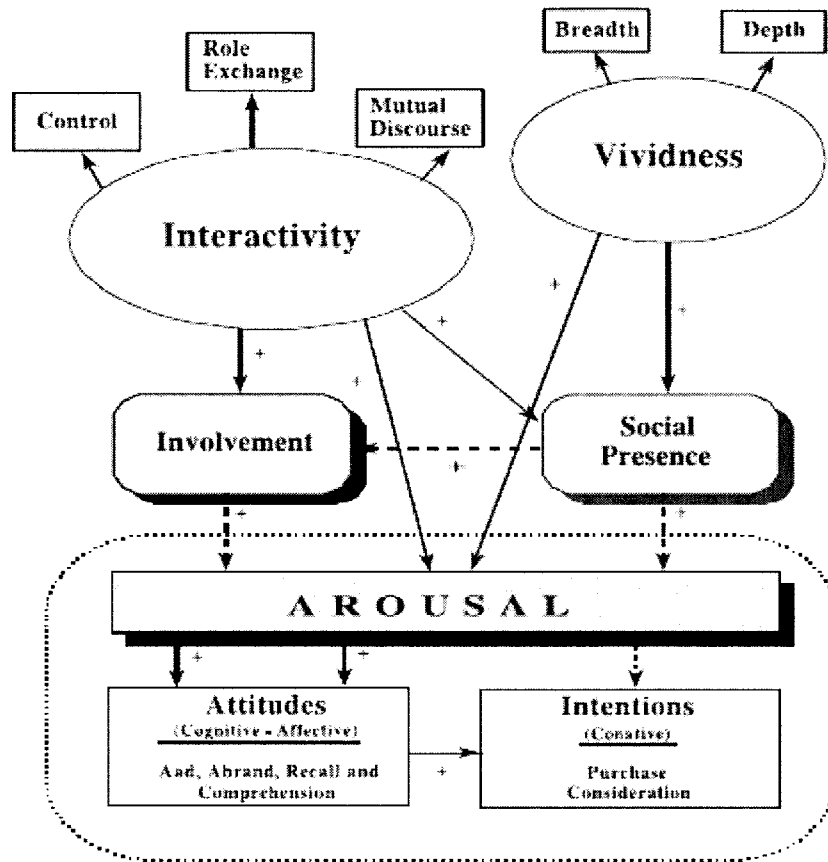 Breadth
Depth
Role
Exchange
Control
Mutual
Discourse
Vividness
Interactivity
+
+
+
+
+
Involvement
Social
Presence
+
+
+
AROUSAL
+
+
Attitudes
(Cognitive - Affective)
Aad, Abrand, Recall and
Comprehension
+
Intentions
(Conative)
Purchase
Consideration